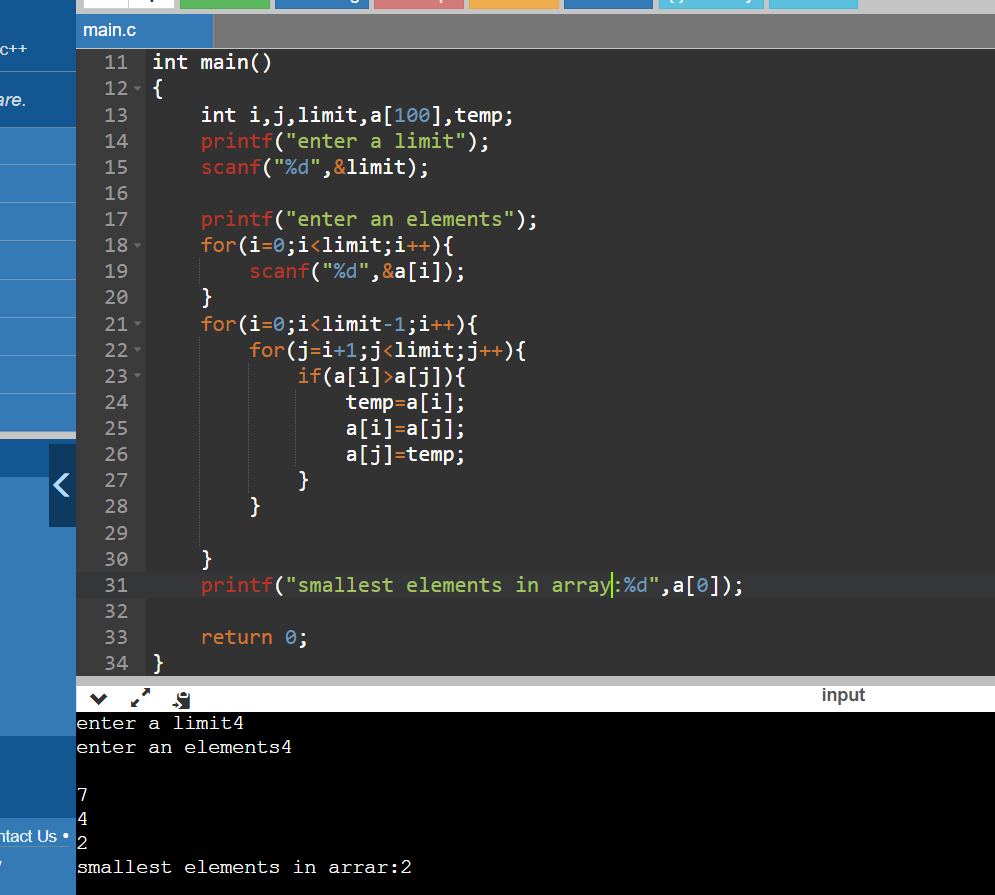 main.c
c++
are.
11 int main()
12 {
13     int i,j,limit,a[100],temp;
14     printf("enter a limit");
15     scanf("%d",&limit);
16
17     printf("enter an elements");
18     for(i=0;i<limit;i++){
19         scanf("%d",&a[i]);
20     }
21     for(i=0;i<limit-1;i++){
22         for(j=i+1;j<limit;j++){
23             if(a[i]>a[j]){
24                 temp=a[i];
25                 a[i]=a[j];
26                 a[j]=temp;
27             }
28         }
29
30     }
31     printf("smallest elements in array:%d",a[0]);
32
33     return 0;
34 }
input
enter a limit4
enter an elements4
7
4
2
smallest elements in arrar:2
ntact Us •